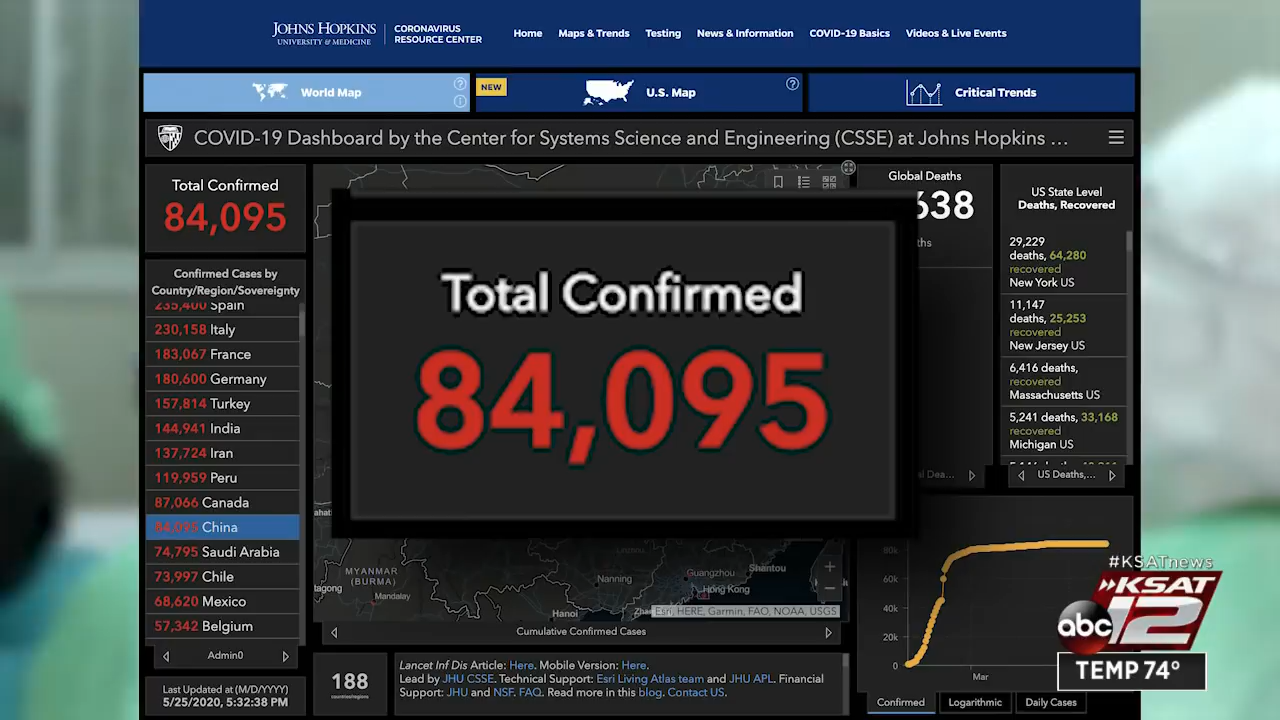 JOHNS HOPKINS
UNIVERSITY & MEDICINE
CORONAVIRUS
RESOURCE CENTER
Home
Maps & Trends
Testing
News & Information
COVID-19 Basics
Videos & Live Events
World Map
NEW
U.S. Map
Critical Trends
COVID-19 Dashboard by the Center for Systems Science and Engineering (CSSE) at Johns Hopkins ...
Total Confirmed
84,095
Confirmed Cases by
Country/Region/Sovereignty
235,400 Spain
230,158 Italy
183,067 France
180,600 Germany
157,814 Turkey
144,941 India
137,724 Iran
119,959 Peru
87,066 Canada
84,095 China
74,795 Saudi Arabia
73,997 Chile
68,620 Mexico
57,342 Belgium
Admin0
Last Updated at (M/D/YYYY)
5/25/2020, 5:32:38 PM
Total Confirmed
84,095
MYANMAR
(BURMA)
Mandalay
Nanning
Guangzhou
Shantou
Hong Kong
Hanoi
Esri, HERE, Garmin, FAO, NOAA, USGS
Cumulative Confirmed Cases
188
countries/regions
Lancet Inf Dis Article: Here. Mobile Version: Here.
Lead by JHU CSSE. Technical Support: Esri Living Atlas team and JHU APL. Financial
Support: JHU and NSF. FAQ. Read more in this blog. Contact US.
Global Deaths
638
US State Level
Deaths, Recovered
29,229
deaths, 64,280
recovered
New York US
11,147
deaths, 25,253
recovered
New Jersey US
6,416 deaths,
recovered
Massachusetts US
5,241 deaths, 33,168
recovered
Michigan US
US Deaths,...
80k
60k
40k
20k
0
Mar
Confirmed
Logarithmic
Daily Cases
#KSATnews
KSAT
abc
12
TEMP 74°